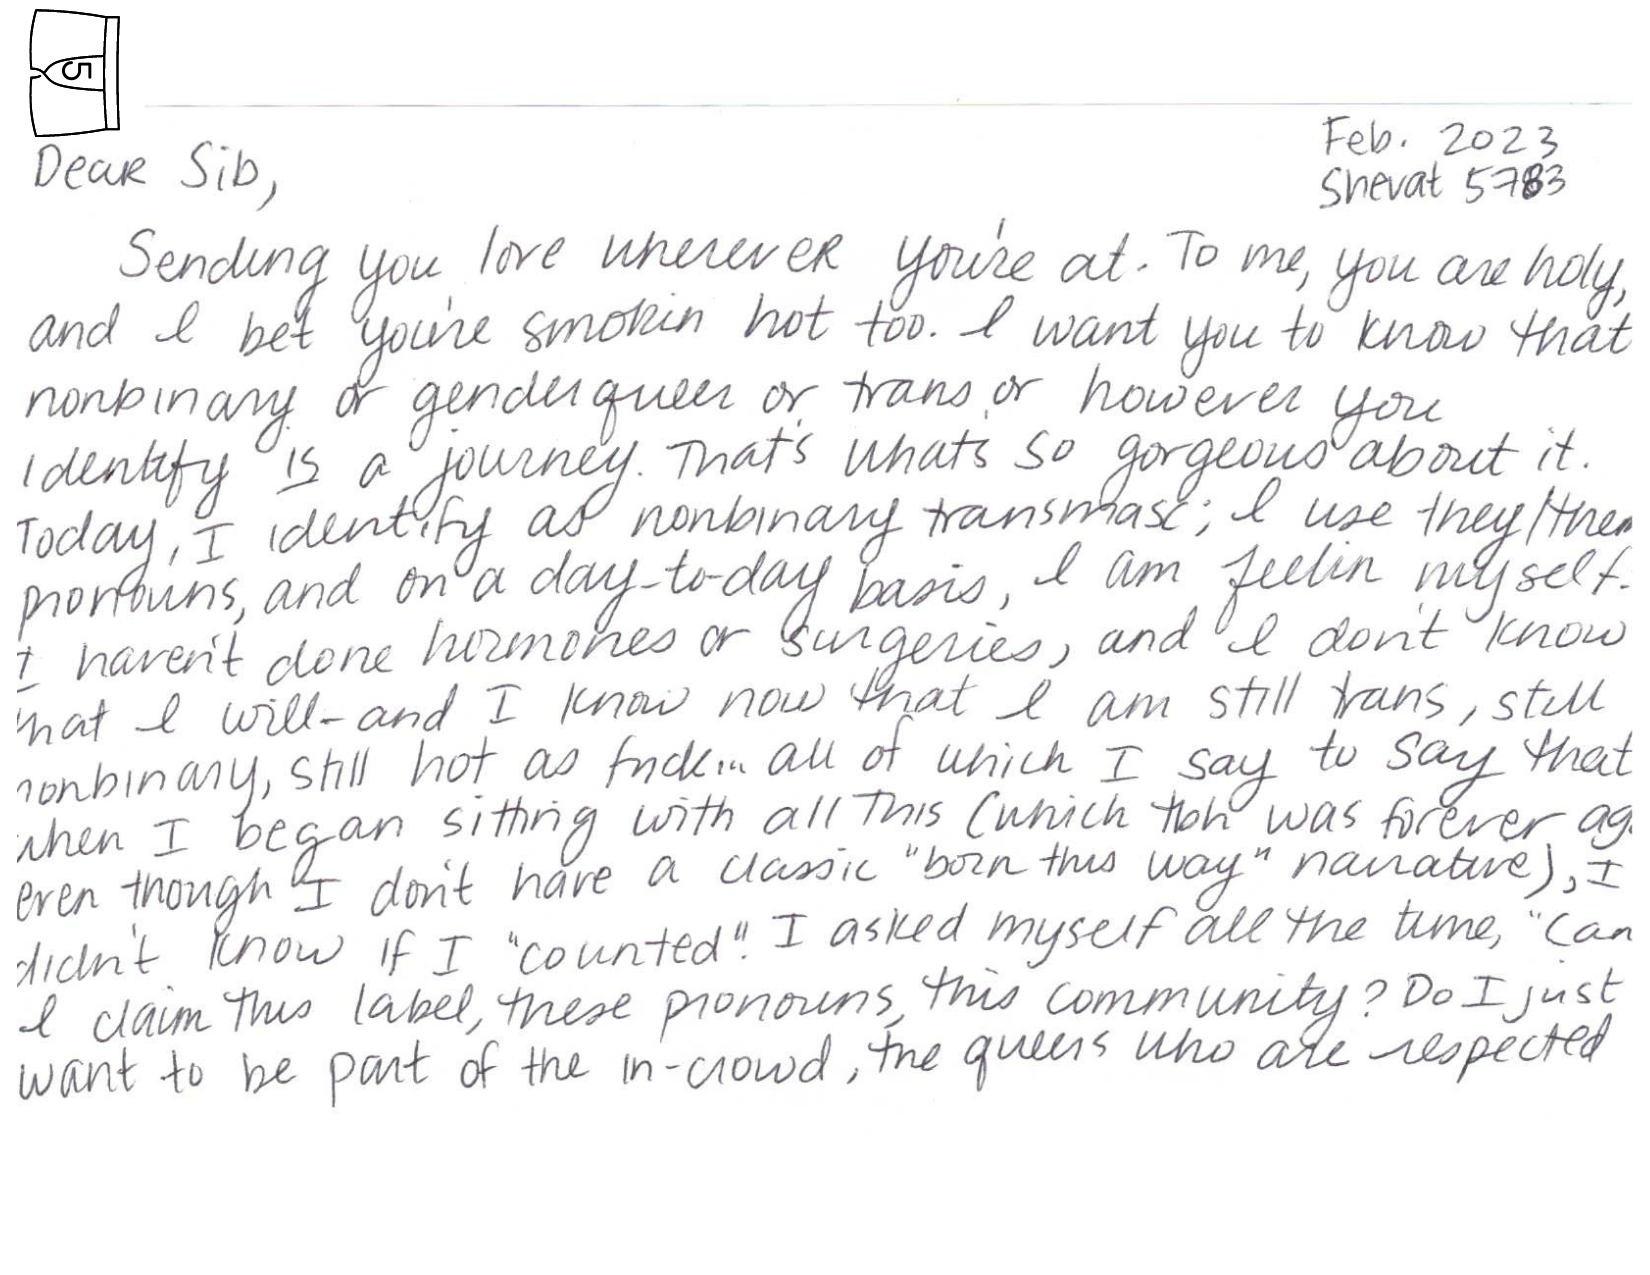 5
Feb. 2023
Shevat 5783
Dear Sib,
Sending you love wherever you're at. To me, you are holy,
and I bet you're smokin hot too. I want you to know that
nonbinary or genderqueer or trans or however you
identify is a journey. That's what's so gorgeous about it.
Today, I identify as nonbinary transmasc; I use they/them
pronouns, and on a day-to-day basis, I am feelin myself.
I haven't done hormones or surgeries, and I don't know
hat I will-and I know now that I am still trans, still
nonbinary, still hot as fuck... all of which I say to say that
when I began sitting with all this (which tbh was forever ag
even though I don't have a classic "born this way" narrative), I
didn't know if I "counted". I asked myself all the time, "Can
I claim this label, these pronouns, this community? Do I just
want to be part of the in-crowd, the queers who are respected